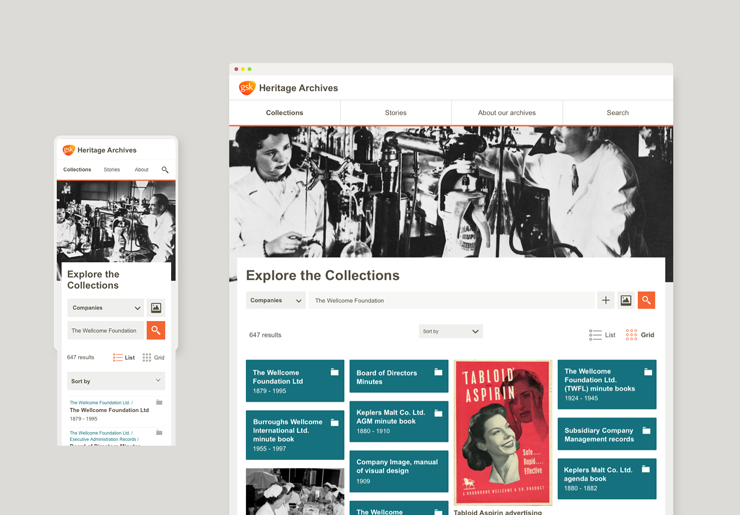 gsk Heritage Archives
Collections Stories About
Explore the
Collections
Companies
The Wellcome Foundation
647 results List Grid
Sort by
The Wellcome Foundation Ltd. /
The Wellcome Foundation Ltd
1879 - 1995
The Wellcome Foundation Ltd. /
Executive Administration Records /
Board of Directors Minutes
gsk Heritage Archives
Collections Stories About our archives Search
Explore the Collections
Companies The Wellcome Foundation
647 results Sort by List Grid
The Wellcome
Foundation Ltd
1879 - 1995
Burroughs Wellcome
International Ltd.
minute book
1955 - 1997
Board of Directors
Minutes
Keplers Malt Co. Ltd.
AGM minute book
1880 - 1910
Company Image, manual
of visual design
1909
The Wellcome
'TABLOID'
ASPIRIN
Safe....
Rapid....
Effective
A BURROUGHS WELLCOME & CO. PRODUCT
Tabloid Aspirin advertising
The Wellcome
Foundation Ltd.
(TWFL) minute books
1924 - 1945
Subsidiary Company
Management records
Keplers Malt Co. Ltd.
agenda book
1880 - 1882